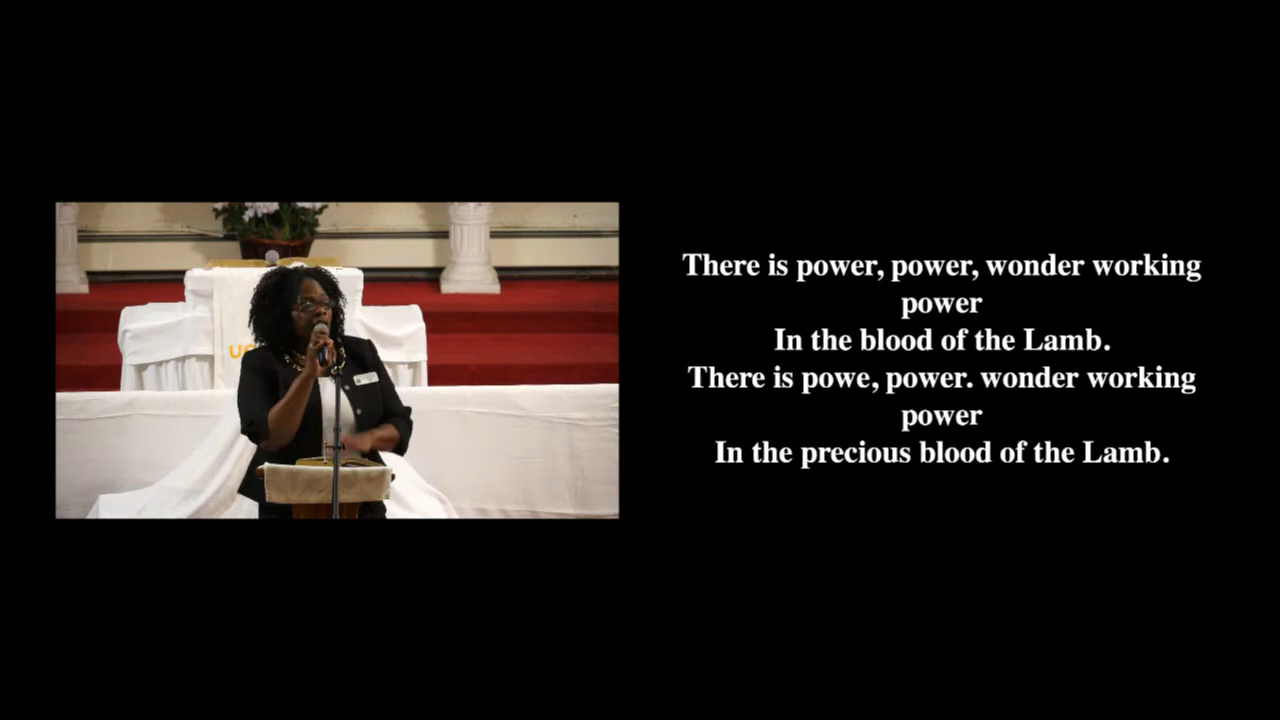 There is power, power, wonder working
power
In the blood of the Lamb.
There is powe, power. wonder working
power
In the precious blood of the Lamb.